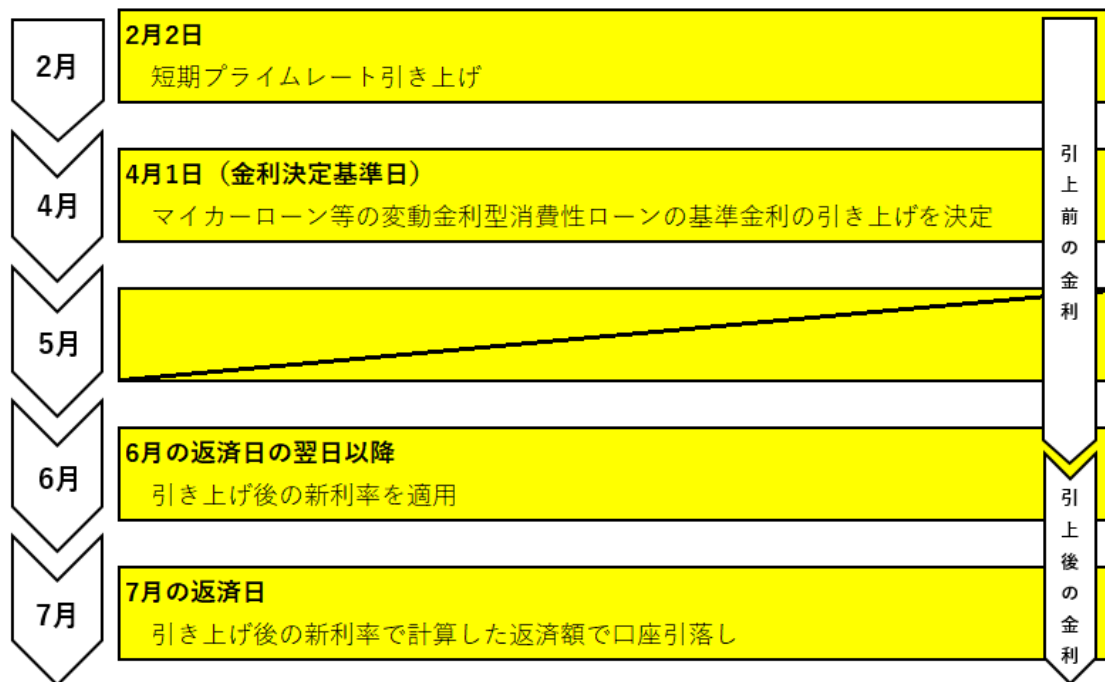 2月
2月2日
短期プライムレート引き上げ
4月
4月1日（金利決定基準日）
マイカーローン等の変動金利型消費性ローンの基準金利の引き上げを決定
引上前の金利
5月
6月
6月の返済日の翌日以降
引き上げ後の新利率を適用
7月
7月の返済日
引き上げ後の新利率で計算した返済額で口座引落し
引上後の金利